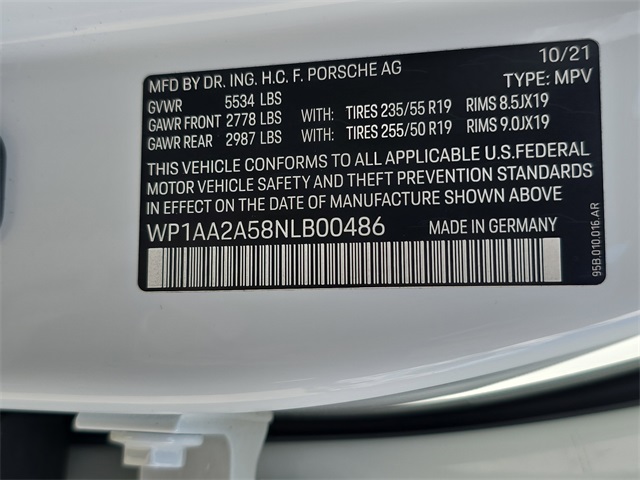 10/21
MFD BY DR. ING. H.C. F. PORSCHE AG TYPE: MPV
GVWR 5534 LBS
GAWR FRONT 2778 LBS WITH: TIRES 235/55 R19 RIMS 8.5JX19
GAWR REAR 2987 LBS WITH: TIRES 255/50 R19 RIMS 9.0JX19
THIS VEHICLE CONFORMS TO ALL APPLICABLE U.S.FEDERAL
MOTOR VEHICLE SAFETY AND THEFT PREVENTION STANDARDS
IN EFFECT ON THE DATE OF MANUFACTURE SHOWN ABOVE
WP1AA2A58NLB00486 MADE IN GERMANY
95B.010.016.AR